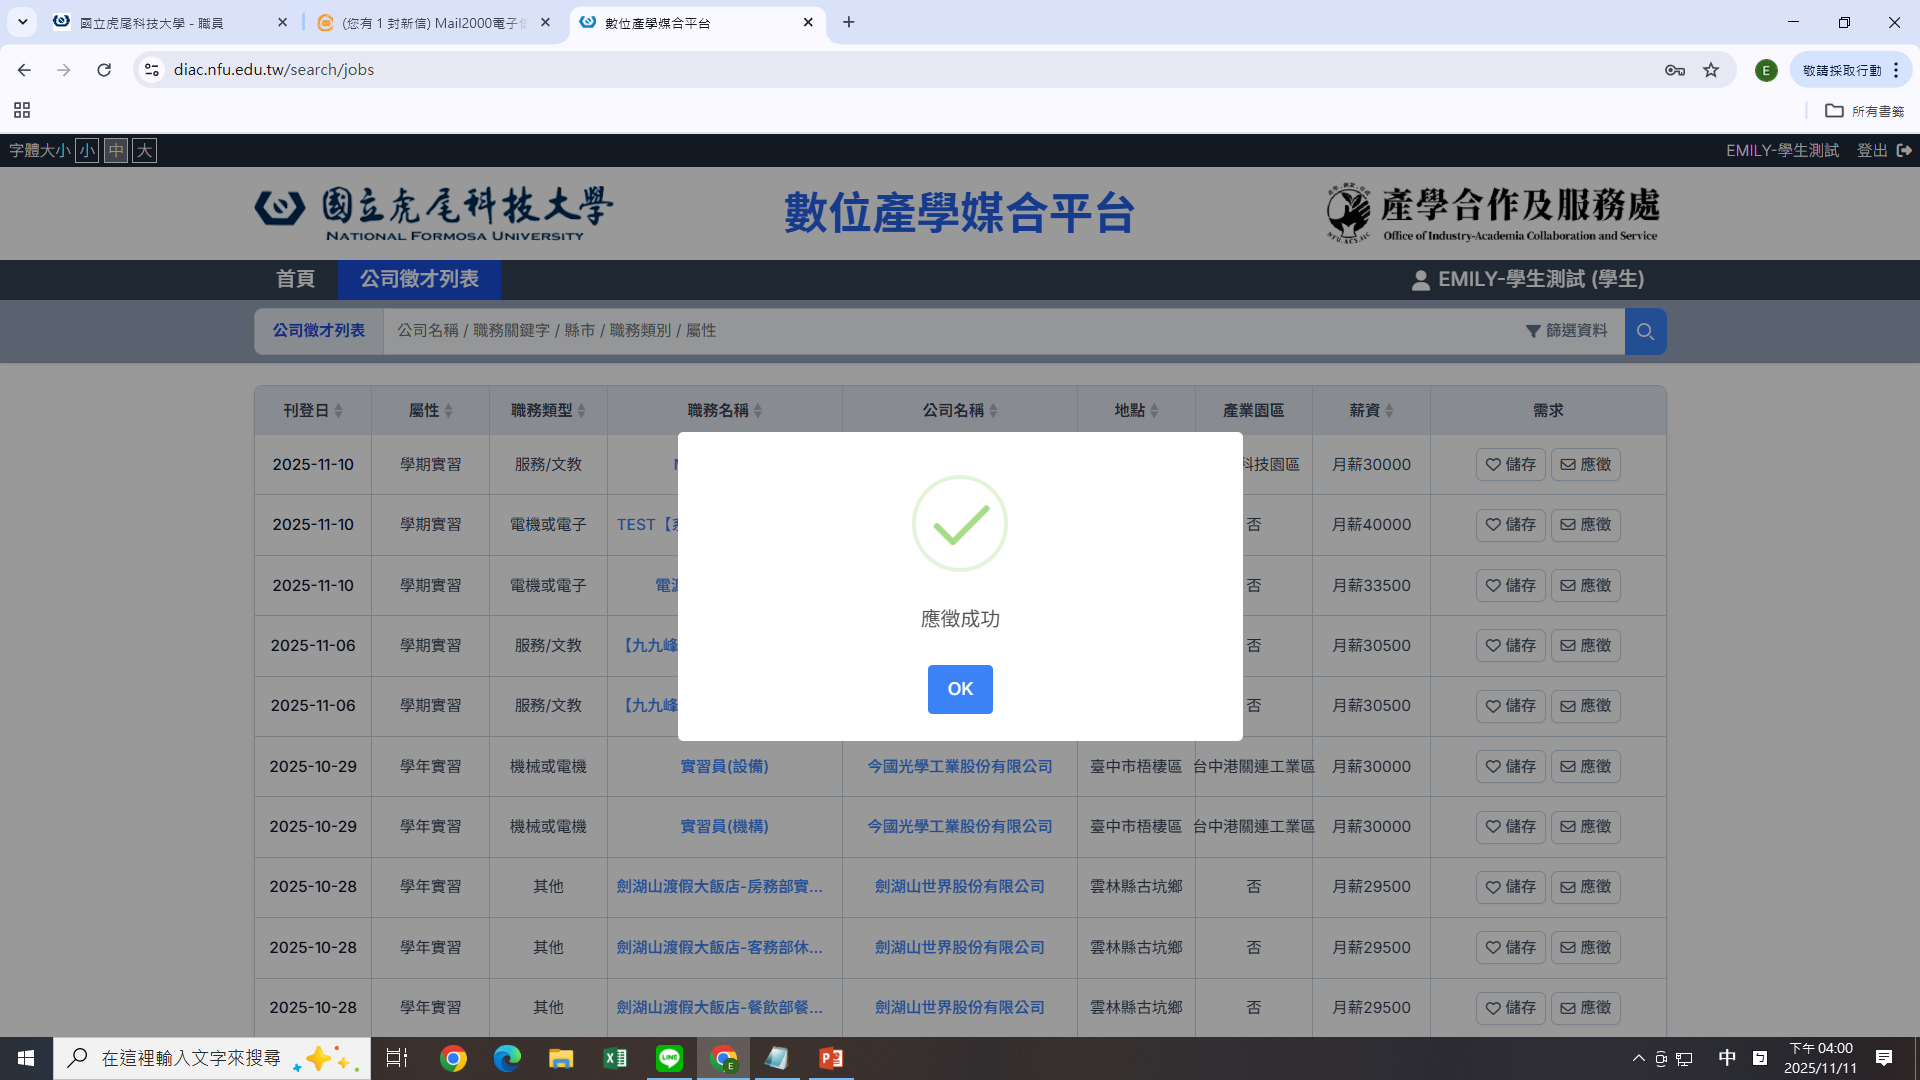 國立虎尾科技大學 - 職員
(您有 1 封新信) Mail2000電子信
數位產學媒合平台
diac.nfu.edu.tw/search/jobs
E
敬請採取行動
所有書籤
字體大小 小 中 大
EMILY-學生測試 登出
國立虎尾科技大學
NATIONAL FORMOSA UNIVERSITY
數位產學媒合平台
產學合作及服務處
Office of Industry-Academia Collaboration and Service
首頁 公司徵才列表 EMILY-學生測試 (學生)
公司徵才列表 公司名稱 / 職務關鍵字 / 縣市 / 職務類別 / 屬性 篩選資料
刊登日 屬性 職務類型 職務名稱 公司名稱 地點 產業園區 薪資 需求
2025-11-10 學期實習 服務/文教 科技園區 月薪30000 儲存 應徵
2025-11-10 學期實習 電機或電子 TEST【 否 月薪40000 儲存 應徵
2025-11-10 學期實習 電機或電子 電 否 月薪33500 儲存 應徵
2025-11-06 學期實習 服務/文教 【九九峰 否 月薪30500 儲存 應徵
2025-11-06 學期實習 服務/文教 【九九峰 否 月薪30500 儲存 應徵
應徵成功
OK
2025-10-29 學年實習 機械或電機 實習員(設備) 今國光學工業股份有限公司 臺中市梧棲區 台中港關連工業區 月薪30000 儲存 應徵
2025-10-29 學年實習 機械或電機 實習員(機構) 今國光學工業股份有限公司 臺中市梧棲區 台中港關連工業區 月薪30000 儲存 應徵
2025-10-28 學年實習 其他 劍湖山渡假大飯店-房務部實... 劍湖山世界股份有限公司 雲林縣古坑鄉 否 月薪29500 儲存 應徵
2025-10-28 學年實習 其他 劍湖山渡假大飯店-客務部休... 劍湖山世界股份有限公司 雲林縣古坑鄉 否 月薪29500 儲存 應徵
2025-10-28 學年實習 其他 劍湖山渡假大飯店-餐飲部餐... 劍湖山世界股份有限公司 雲林縣古坑鄉 否 月薪29500 儲存 應徵
在這裡輸入文字來搜尋
中
下午 04:00
2025/11/11